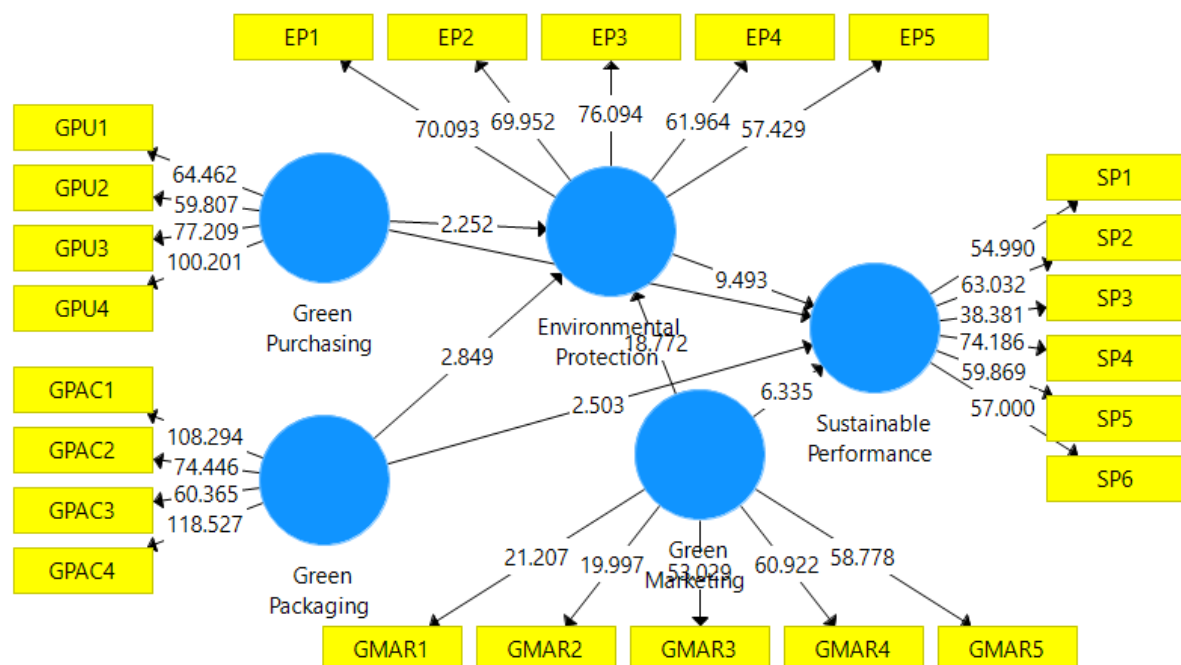 EP1
EP2
EP3
EP4
EP5
70.093
69.952
76.094
61.964
57.429
GPU1
GPU2
GPU3
GPU4
64.462
59.807
77.209
100.201
Green
Purchasing
2.252
Environmental
Protection
9.493
18.772
2.849
2.503
6.335
GPAC1
GPAC2
GPAC3
GPAC4
108.294
74.446
60.365
118.527
Green
Packaging
Sustainable
Performance
54.990
63.032
38.381
74.186
59.869
57.000
SP1
SP2
SP3
SP4
SP5
SP6
Green
Marketing
21.207
19.997
53.029
60.922
58.778
GMAR1
GMAR2
GMAR3
GMAR4
GMAR5